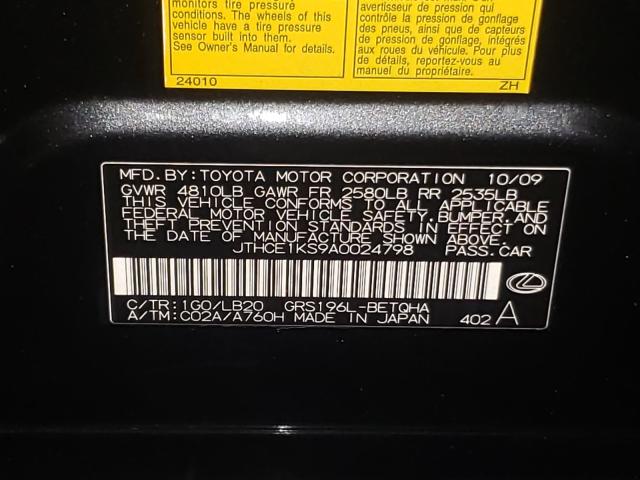 monitors tire pressure
conditions. The wheels of this
vehicle have a tire pressure
sensor built into them.
See Owner's Manual for details.
24010
avertisseur de pression qui
contrôle la pression de gonflage
des pneus, ainsi que de capteurs
de pression de gonflage, intégrés
aux roues du véhicule. Pour plus
de détails, reportez-vous au
manuel du propriétaire.
ZH
MFD.BY:TOYOTA MOTOR CORPORATION 10/09
GVWR 4810LB GAWR FR 2580LB RR 2535LB
THIS VEHICLE CONFORMS TO ALL APPLICABLE
FEDERAL MOTOR VEHICLE SAFETY,BUMPER,AND
THEFT PREVENTION STANDARDS IN EFFECT ON
THE DATE OF MANUFACTURE SHOWN ABOVE.
JTHCE1KS9A0024798 PASS.CAR
C/TR:1G0/LB20 GRS196L-BETQHA
A/TM:C02A/A760H MADE IN JAPAN 402 A